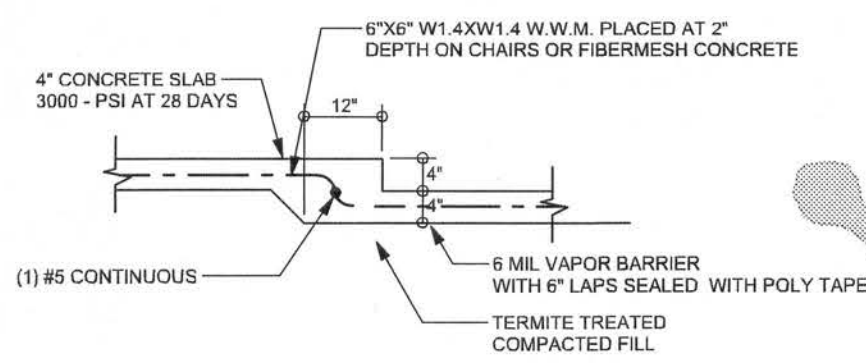 6"X6" W1.4XW1.4 W.W.M. PLACED AT 2"
DEPTH ON CHAIRS OR FIBERMESH CONCRETE
4" CONCRETE SLAB
3000 - PSI AT 28 DAYS
12"
4"
4"
(1) #5 CONTINUOUS
6 MIL VAPOR BARRIER
WITH 6" LAPS SEALED WITH POLY TAPE
TERMITE TREATED
COMPACTED FILL